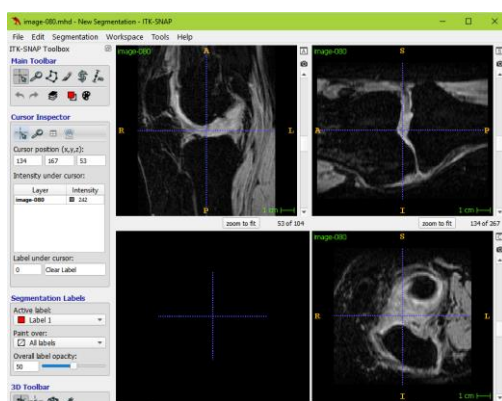 image-080.mhd - New Segmentation - ITK-SNAP
File Edit Segmentation Workspace Tools Help
ITK-SNAP Toolbox
Main Toolbar
Cursor Inspector
Cursor position (x,y,z):
134 167 53
Intensity under cursor:
Layer Intensity
image-080 242
Label under cursor:
0 Clear Label
Segmentation Labels
Active label:
Label 1
Paint over:
All labels
Overall label opacity:
50
3D Toolbar
image-080
A
R
L
P
1 cm
zoom to fit 53 of 104
image-080
S
A
P
I
1 cm
zoom to fit 134 of 267
image-080
S
R
L
I
1 cm